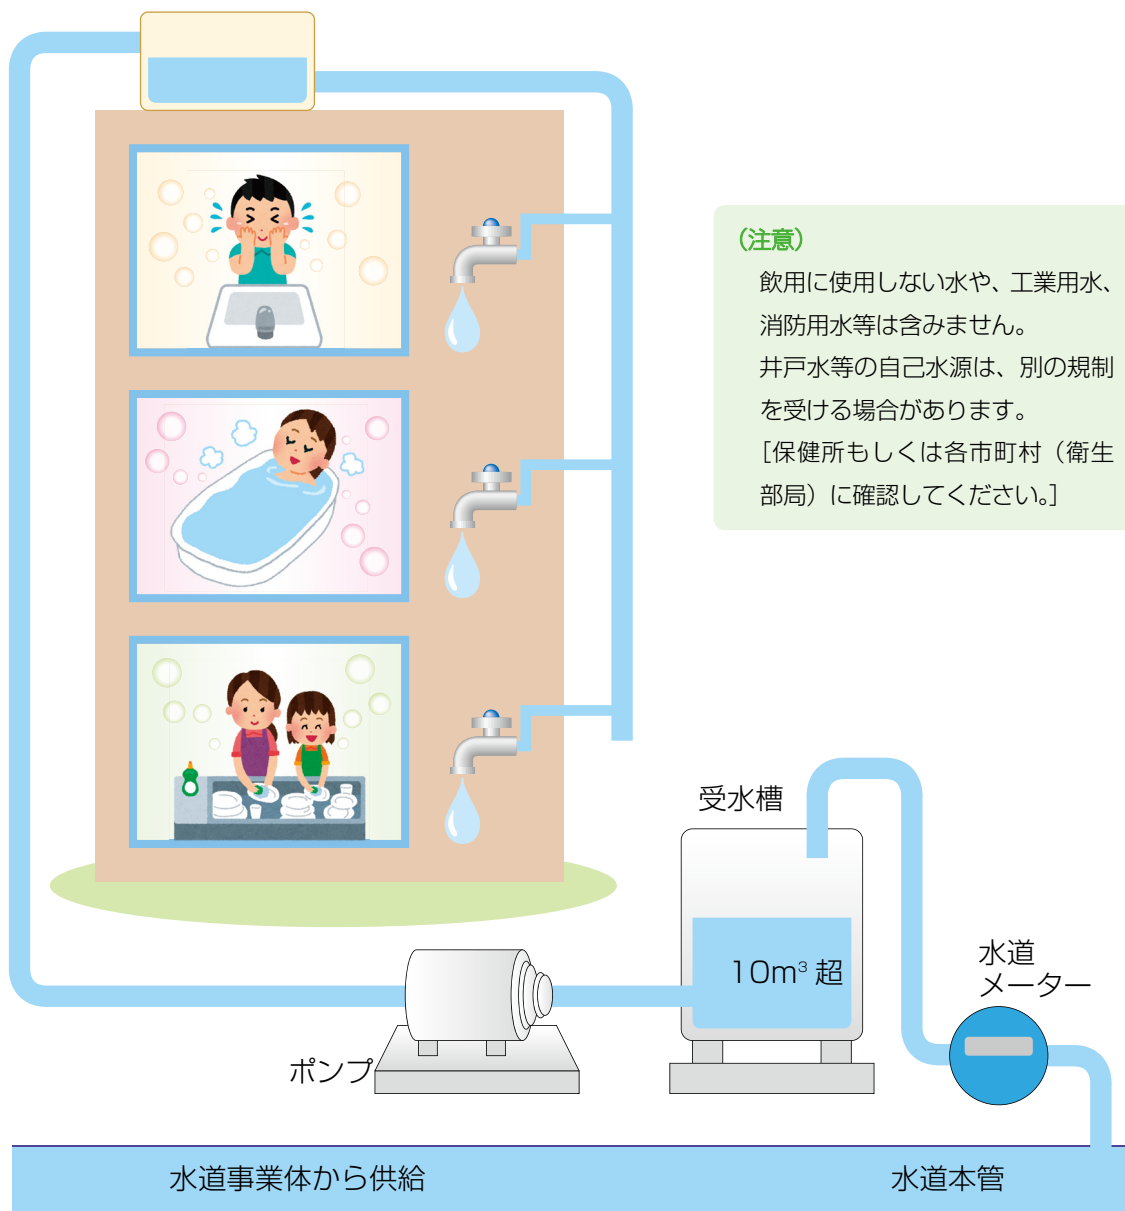 （注意）
飲用に使用しない水や、工業用水、
消防用水等は含みません。
井戸水等の自己水源は、別の規制
を受ける場合があります。
［保健所もしくは各市町村（衛生
部局）に確認してください。］
受水槽
10m³ 超
水道
メーター
ポンプ
水道事業体から供給
水道本管